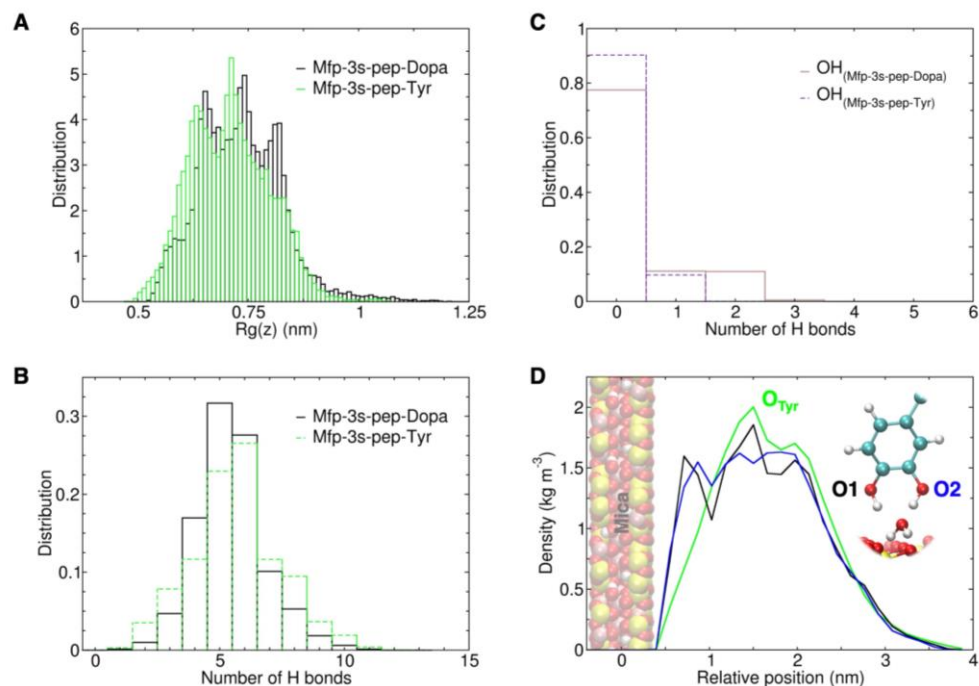 A
6
5
4
3
2
1
0
Distribution
Mfp-3s-pep-Dopa
Mfp-3s-pep-Tyr
0.5 0.75 1 1.25
Rg(z) (nm)
B
0.3
0.2
0.1
0
Distribution
Mfp-3s-pep-Dopa
Mfp-3s-pep-Tyr
0 5 10 15
Number of H bonds
C
1
0.8
0.6
0.4
0.2
0
Distribution
OH(Mfp-3s-pep-Dopa)
OH(Mfp-3s-pep-Tyr)
0 1 2 3 4 5 6
Number of H bonds
D
2
1.5
1
0.5
0
Density (kg m-3)
Mica
OTyr
O1 O2
0 1 2 3 4
Relative position (nm)